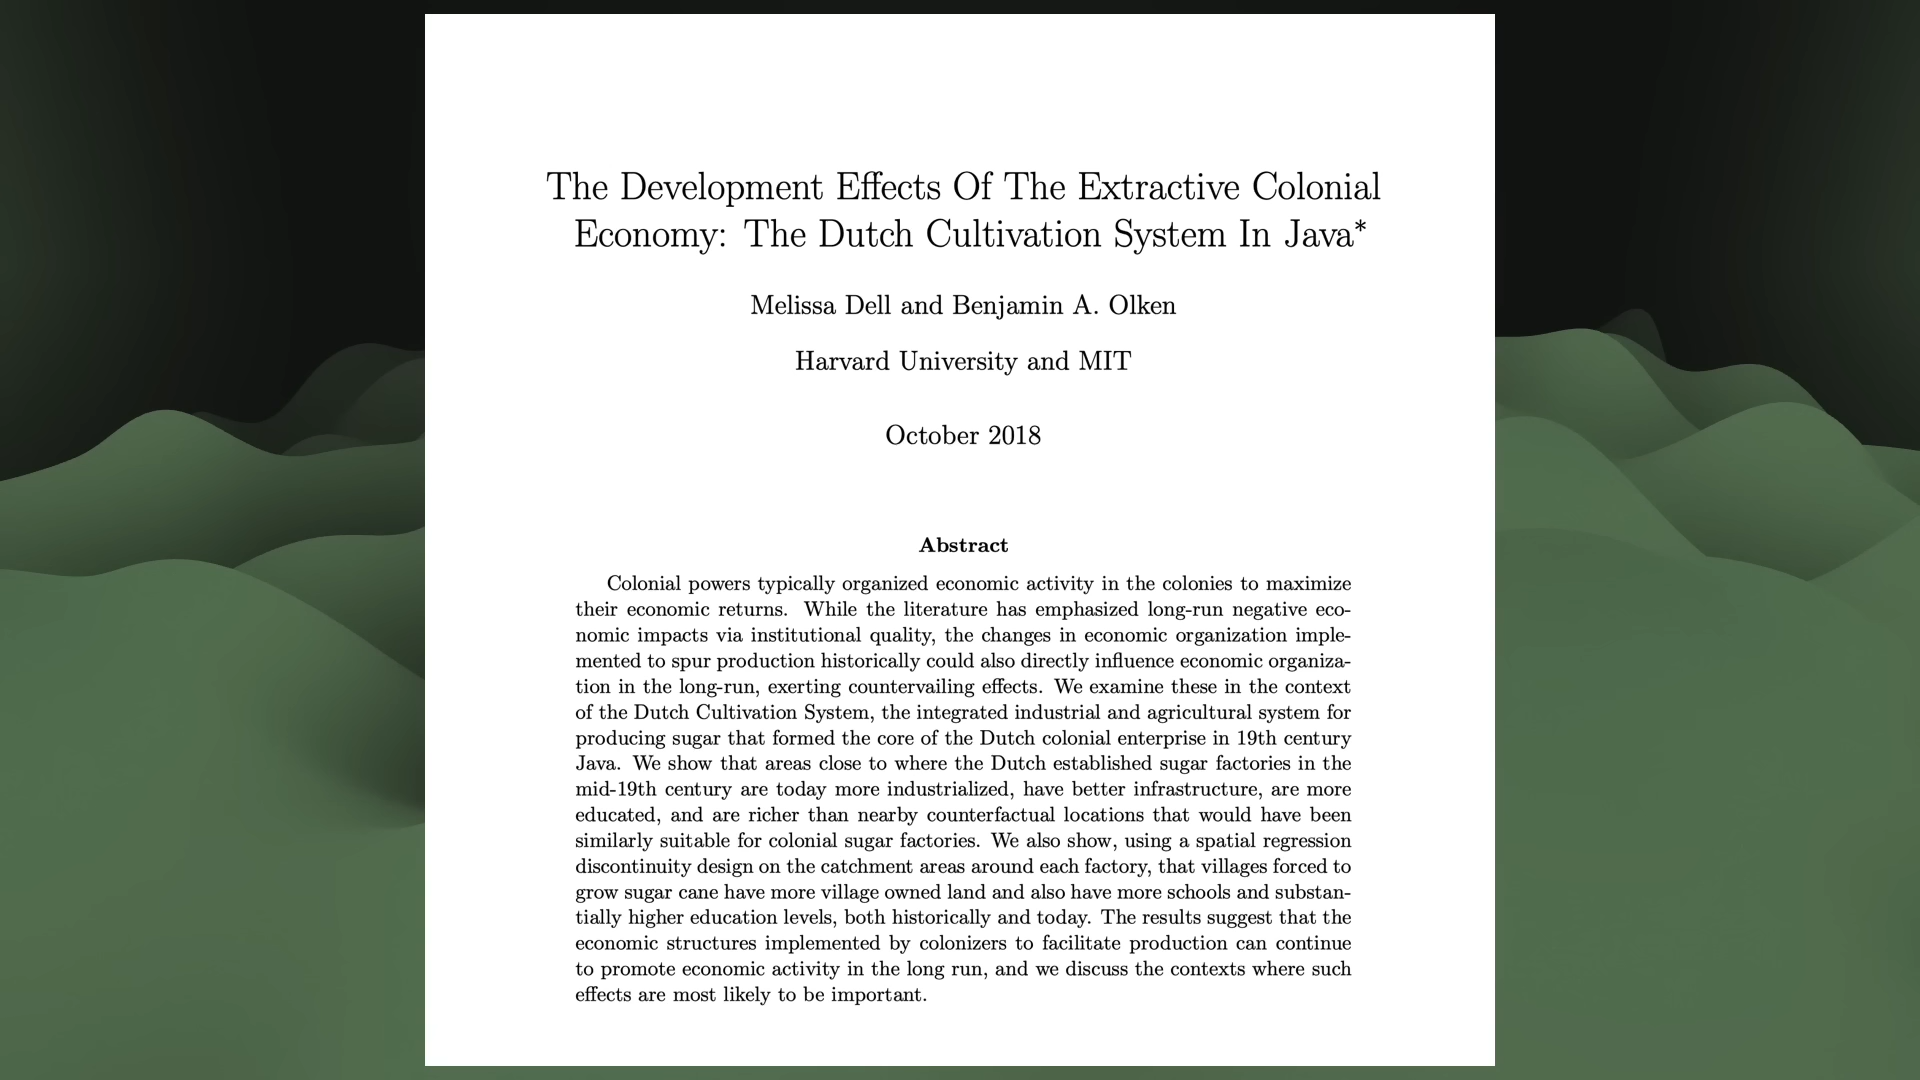 The Development Effects Of The Extractive Colonial
Economy: The Dutch Cultivation System In Java*
Melissa Dell and Benjamin A. Olken
Harvard University and MIT
October 2018
Abstract
Colonial powers typically organized economic activity in the colonies to maximize
their economic returns. While the literature has emphasized long-run negative eco-
nomic impacts via institutional quality, the changes in economic organization imple-
mented to spur production historically could also directly influence economic organiza-
tion in the long-run, exerting countervailing effects. We examine these in the context
of the Dutch Cultivation System, the integrated industrial and agricultural system for
producing sugar that formed the core of the Dutch colonial enterprise in 19th century
Java. We show that areas close to where the Dutch established sugar factories in the
mid-19th century are today more industrialized, have better infrastructure, are more
educated, and are richer than nearby counterfactual locations that would have been
similarly suitable for colonial sugar factories. We also show, using a spatial regression
discontinuity design on the catchment areas around each factory, that villages forced to
grow sugar cane have more village owned land and also have more schools and substan-
tially higher education levels, both historically and today. The results suggest that the
economic structures implemented by colonizers to facilitate production can continue
to promote economic activity in the long run, and we discuss the contexts where such
effects are most likely to be important.